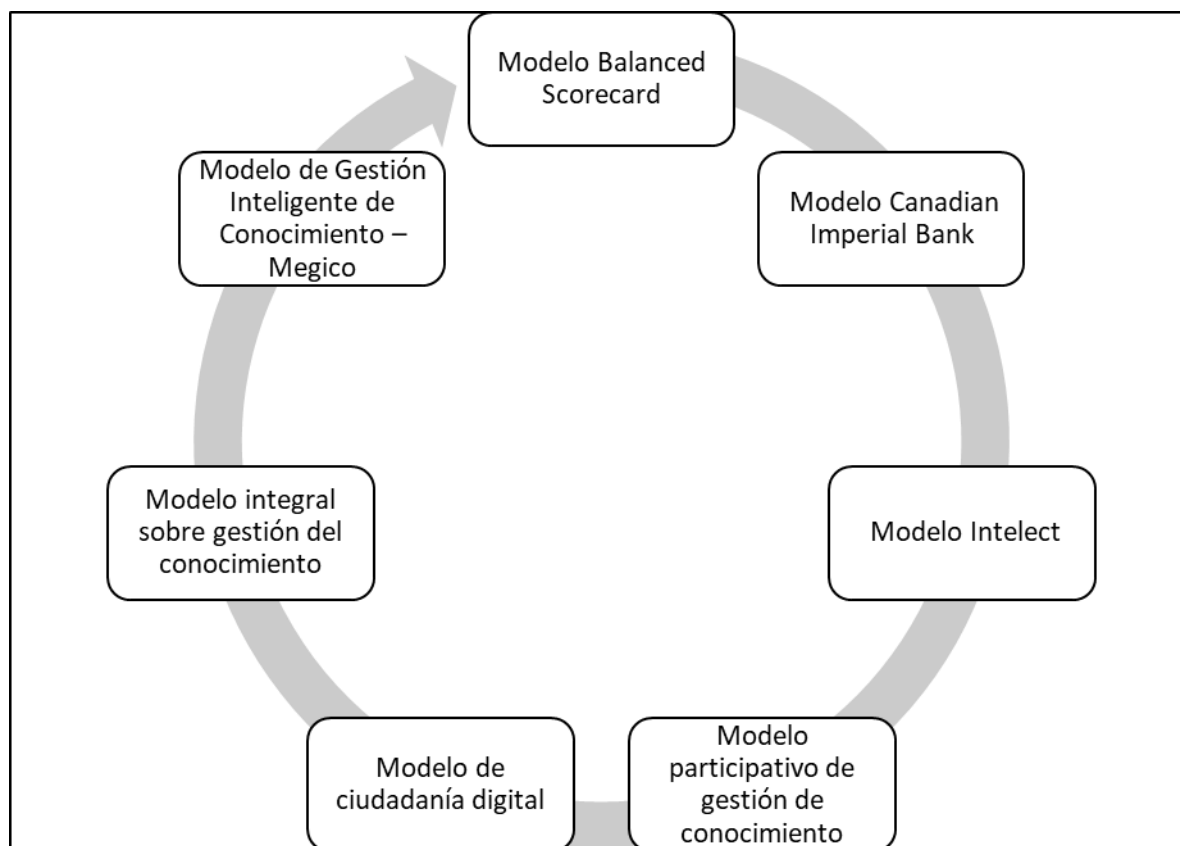 Modelo Balanced
Scorecard
Modelo Canadian
Imperial Bank
Modelo Intelect
Modelo
participativo de
gestión de
conocimiento
Modelo de
ciudadanía digital
Modelo integral
sobre gestión del
conocimiento
Modelo de Gestión
Inteligente de
Conocimiento –
Megico